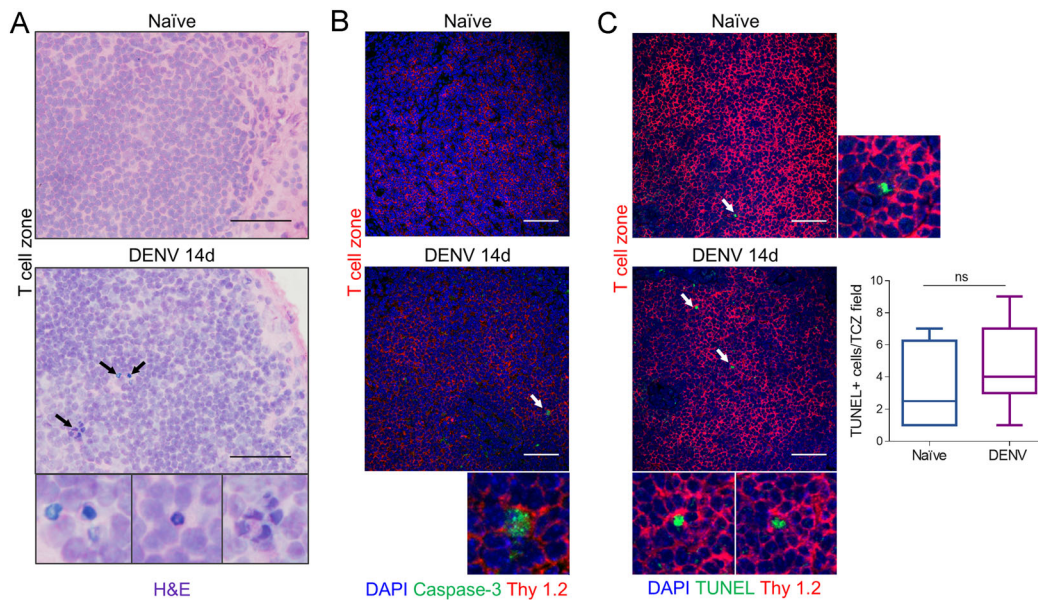 A
Naïve
T cell zone
DENV 14d
H&E
B
Naïve
T cell zone
DENV 14d
DAPI Caspase-3 Thy 1.2
C
Naïve
T cell zone
DENV 14d
DAPI TUNEL Thy 1.2
ns
TUNEL+ cells/TCZ field
10
8
6
4
2
0
Naïve
DENV